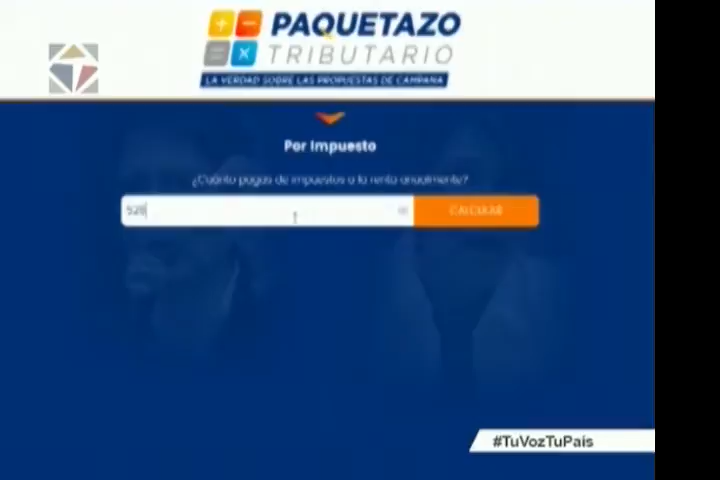 PAQUETAZO
TRIBUTARIO
LA VERDAD SOBRE LAS PROPUESTAS DE CAMPAÑA
Por Impuesto
¿Cuánto pagas de impuestos a la renta anualmente?
528
CALCULAR
#TuVozTuPaís